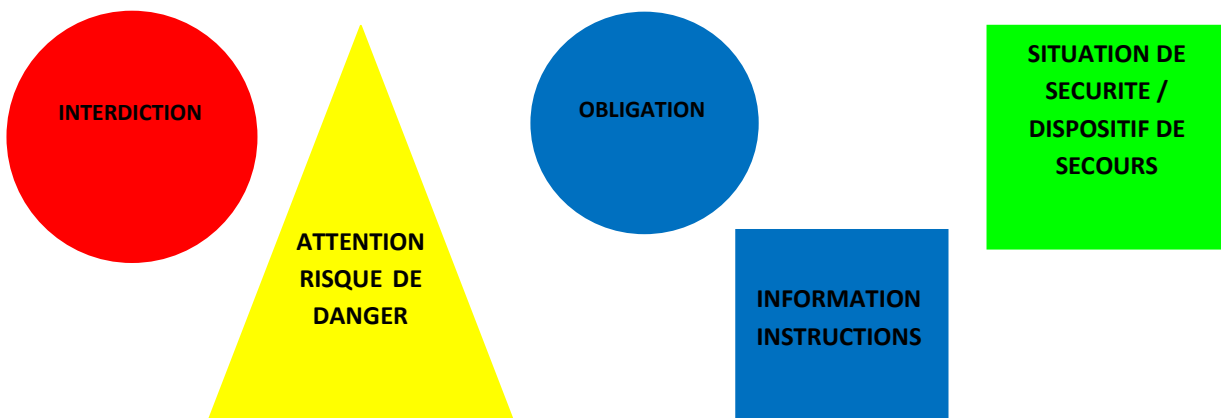 INTERDICTION
ATTENTION
RISQUE DE
DANGER
OBLIGATION
INFORMATION
INSTRUCTIONS
SITUATION DE
SECURITE /
DISPOSITIF DE
SECOURS